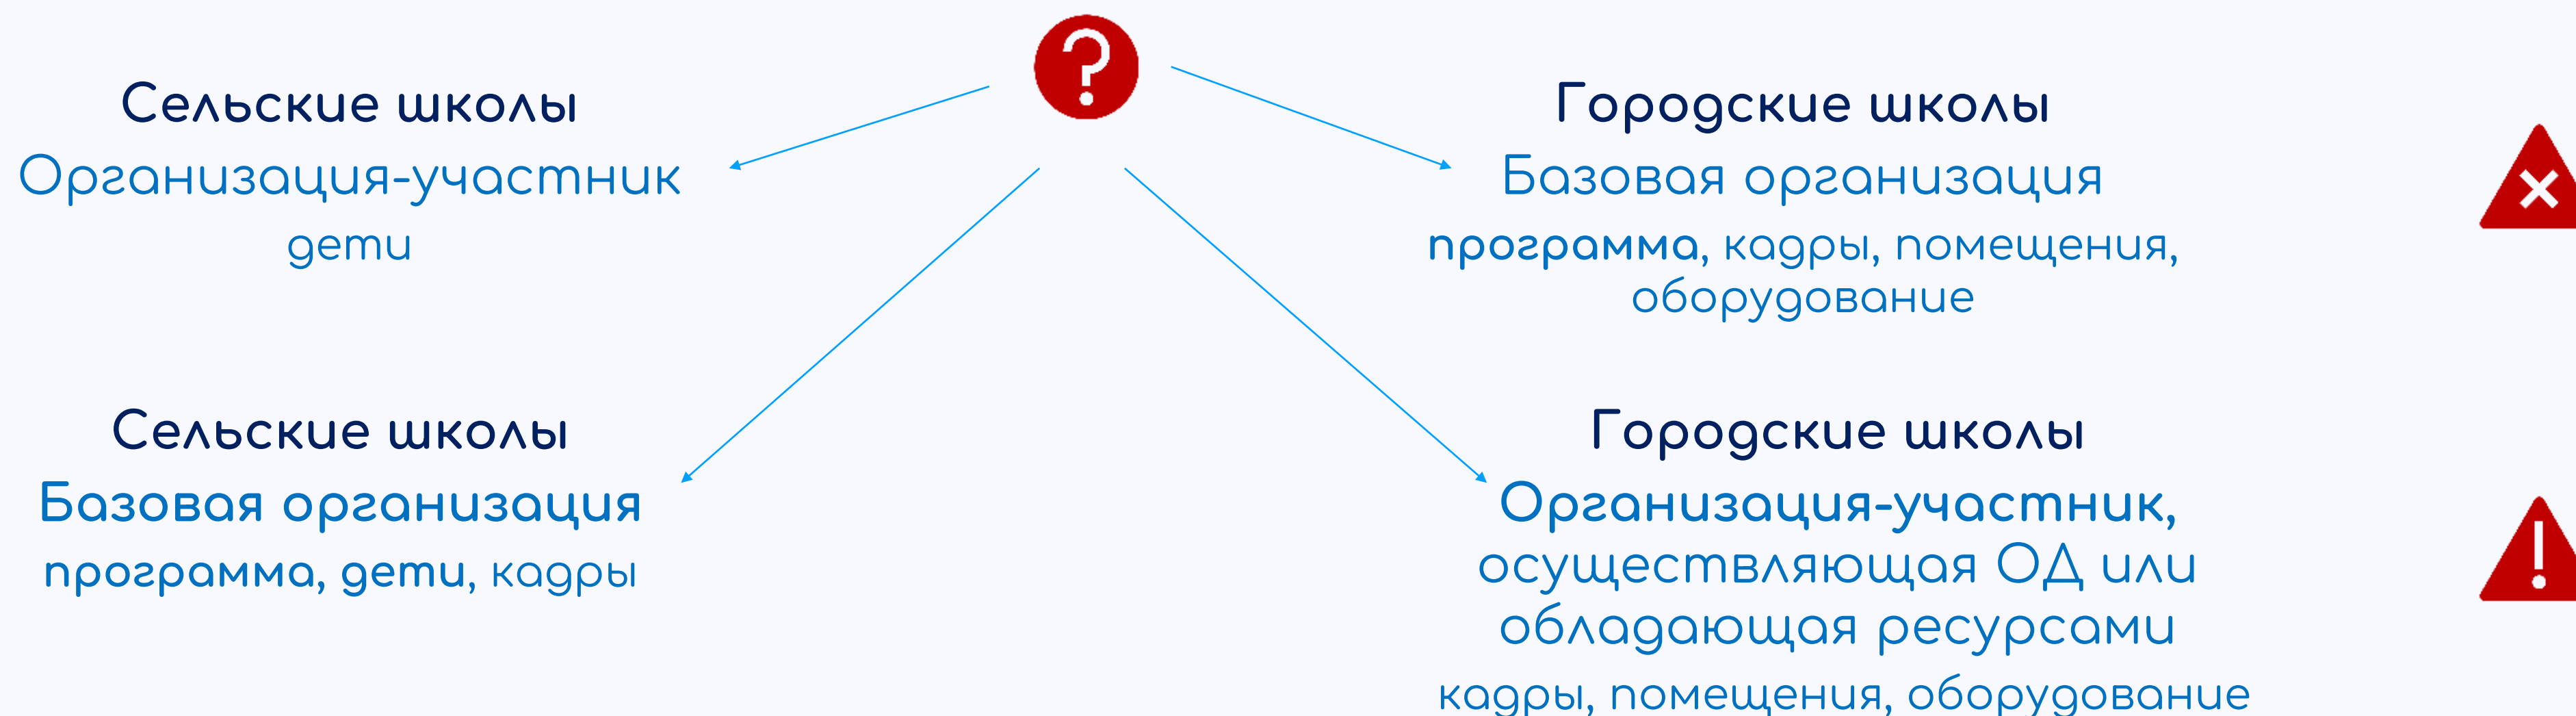 Сельские школы
Организация-участник
дети
Городские школы
Базовая организация
программа, кадры, помещения,
оборудование
Сельские школы
Базовая организация
программа, дети, кадры
Городские школы
Организация-участник,
осуществляющая ОД или
обладающая ресурсами
кадры, помещения, оборудование